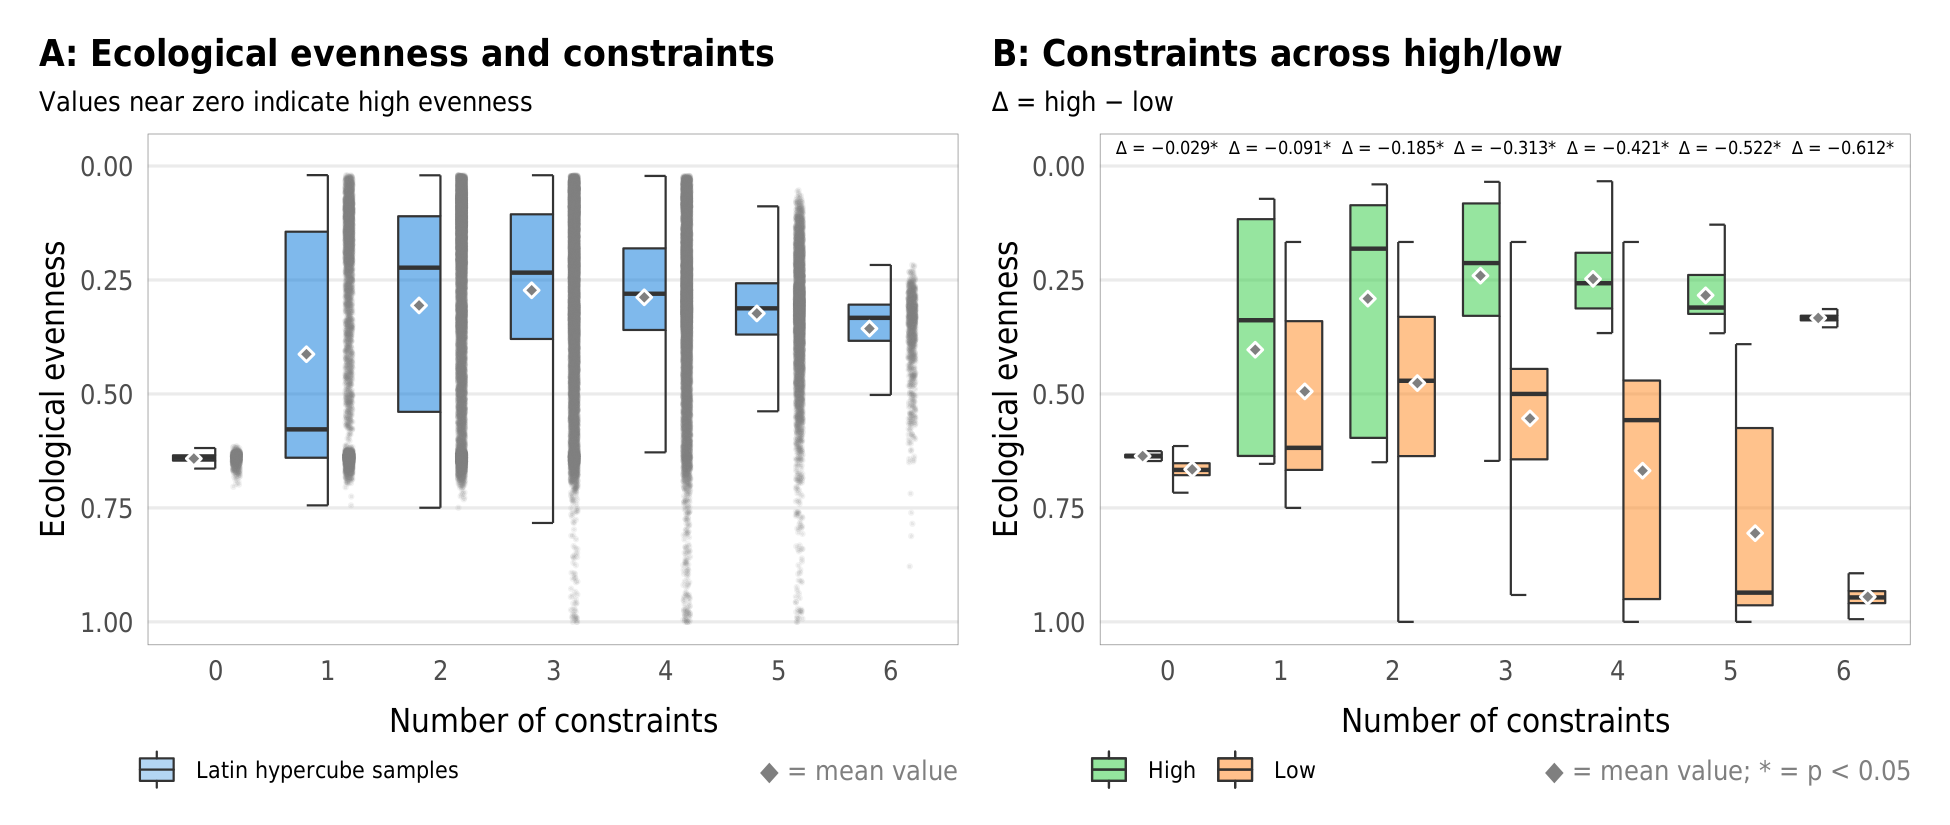 A: Ecological evenness and constraints
Values near zero indicate high evenness
Ecological evenness
0.00
0.25
0.50
0.75
1.00
0 1 2 3 4 5 6
Number of constraints
Latin hypercube samples
◆ = mean value
B: Constraints across high/low
Δ = high − low
Δ = −0.029* Δ = −0.091* Δ = −0.185* Δ = −0.313* Δ = −0.421* Δ = −0.522* Δ = −0.612*
Ecological evenness
0.00
0.25
0.50
0.75
1.00
0 1 2 3 4 5 6
Number of constraints
High Low
◆ = mean value; * = p < 0.05